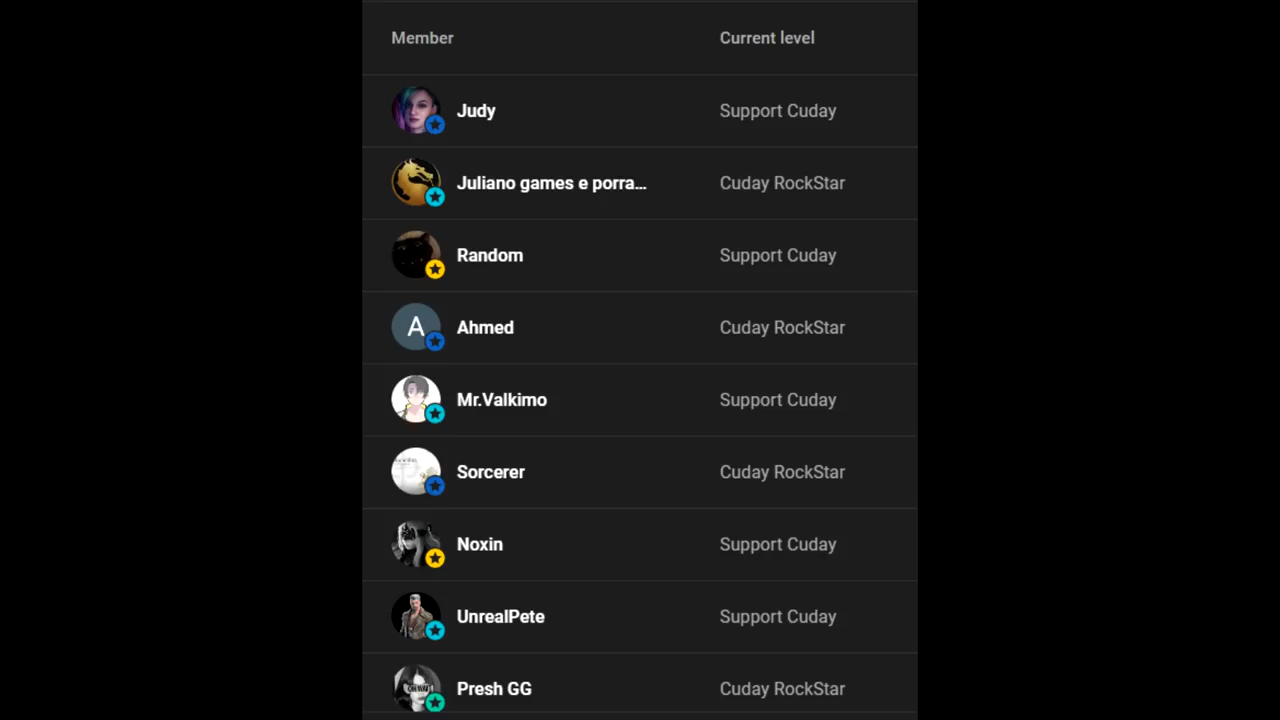 Member Current level
Judy Support Cuday
Juliano games e porra... Cuday RockStar
Random Support Cuday
A Ahmed Cuday RockStar
Mr.Valkimo Support Cuday
Sorcerer Cuday RockStar
Noxin Support Cuday
UnrealPete Support Cuday
Presh GG Cuday RockStar